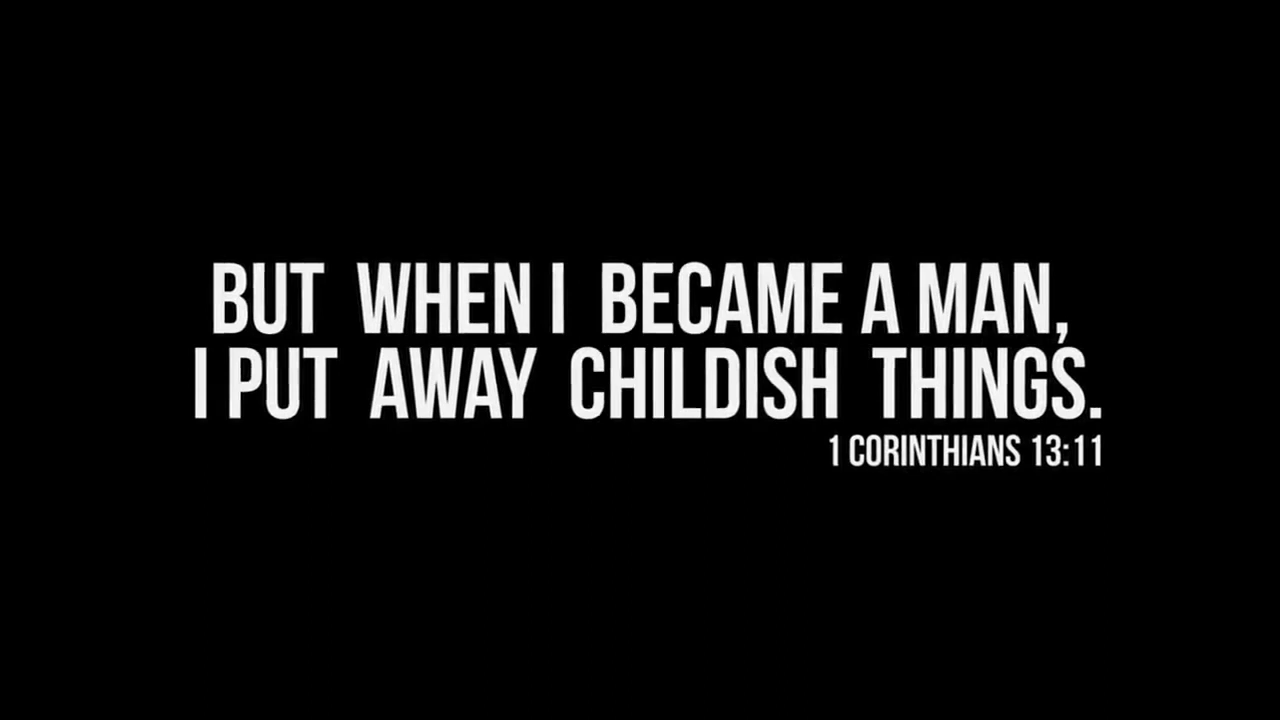 BUT WHEN I BECAME A MAN,
I PUT AWAY CHILDISH THINGS.
1 CORINTHIANS 13:11